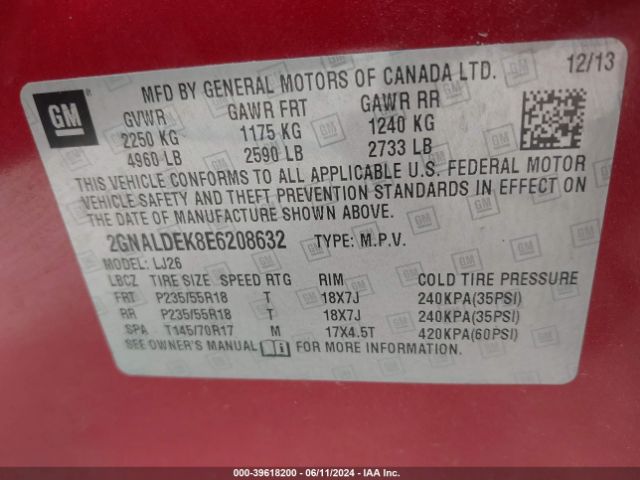 GM
MFD BY GENERAL MOTORS OF CANADA LTD. 12/13
GVWR GAWR FRT GAWR RR
2250 KG 1175 KG 1240 KG
4960 LB 2590 LB 2733 LB
THIS VEHICLE CONFORMS TO ALL APPLICABLE U.S. FEDERAL MOTOR
VEHICLE SAFETY AND THEFT PREVENTION STANDARDS IN EFFECT ON
THE DATE OF MANUFACTURE SHOWN ABOVE.
2GNALDEK8E6208632 TYPE: M.P.V.
MODEL: LJ26
LBCZ TIRE SIZE SPEED RTG RIM COLD TIRE PRESSURE
FRT P235/55R18 T 18X7J 240KPA(35PSI)
RR P235/55R18 T 18X7J 240KPA(35PSI)
SPA T145/70R17 M 17X4.5T 420KPA(60PSI)
SEE OWNER'S MANUAL FOR MORE INFORMATION.
000-39618200 - 06/11/2024 - IAA Inc.